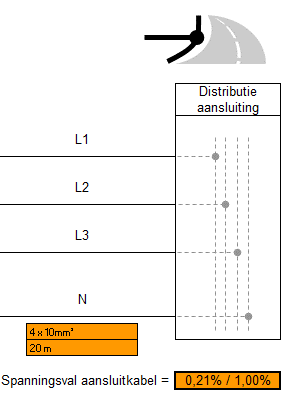 Distributie
aansluiting
L1
L2
L3
N
4 x 10mm²
20 m
Spanningsval aansluitkabel = 0,21% / 1,00%